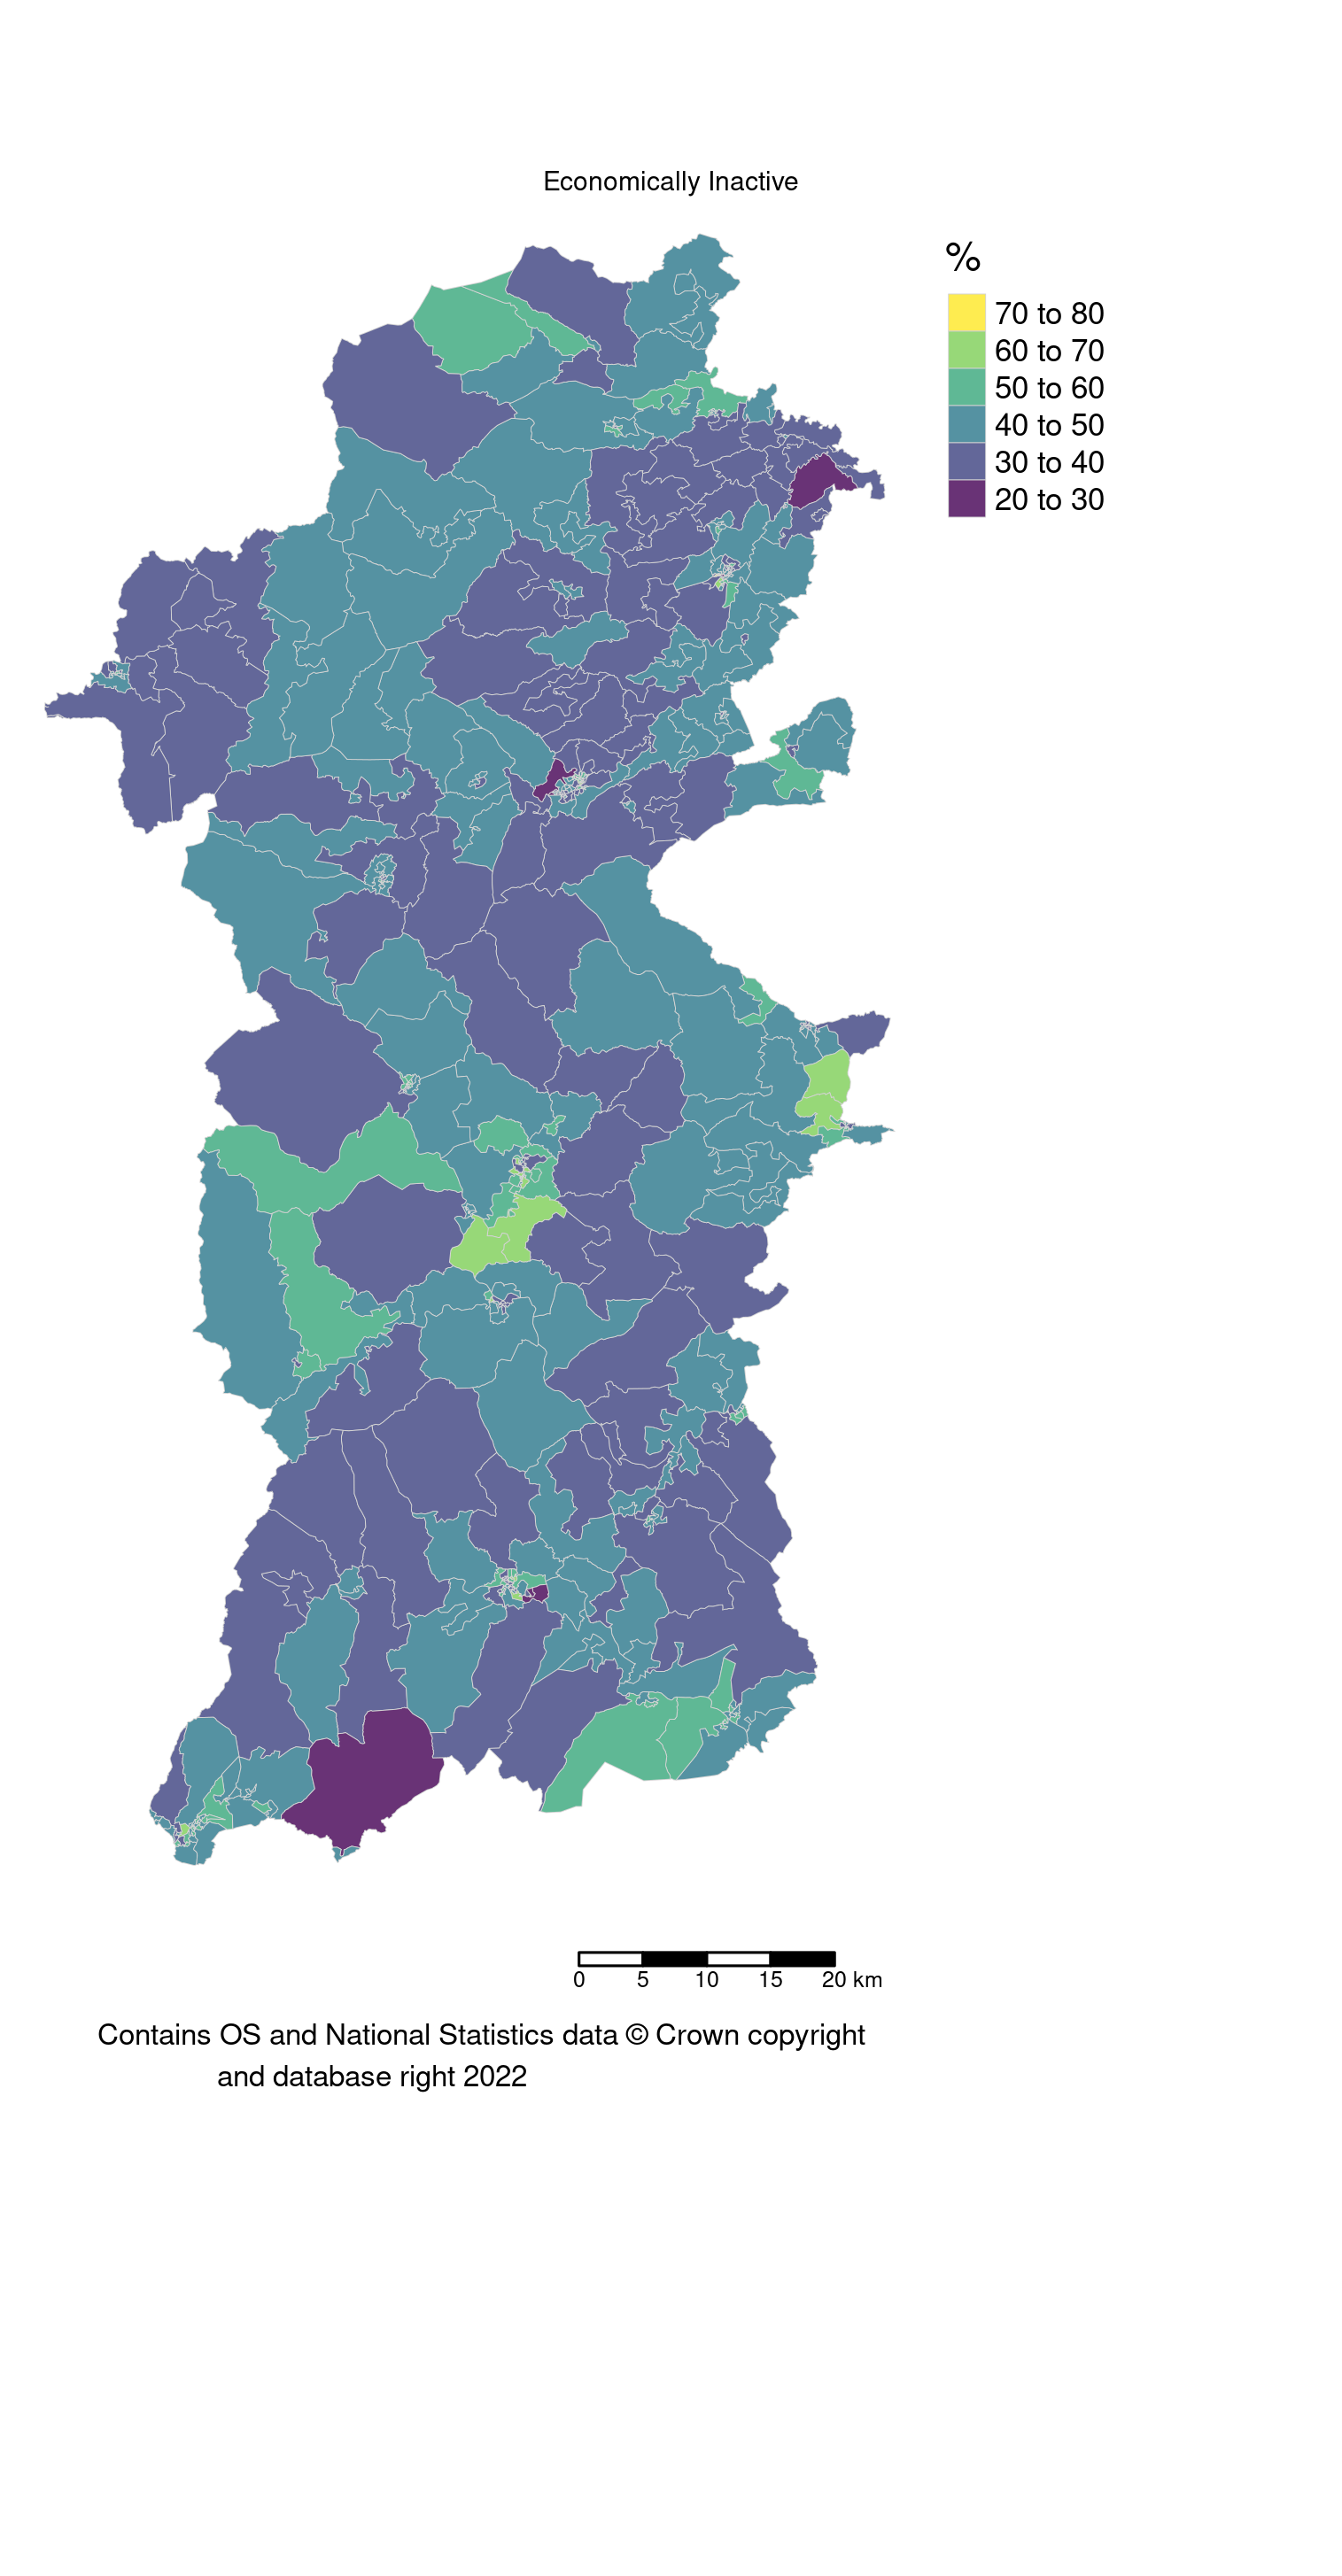 Economically Inactive
%
70 to 80
60 to 70
50 to 60
40 to 50
30 to 40
20 to 30
0 5 10 15 20 km
Contains OS and National Statistics data © Crown copyright
and database right 2022